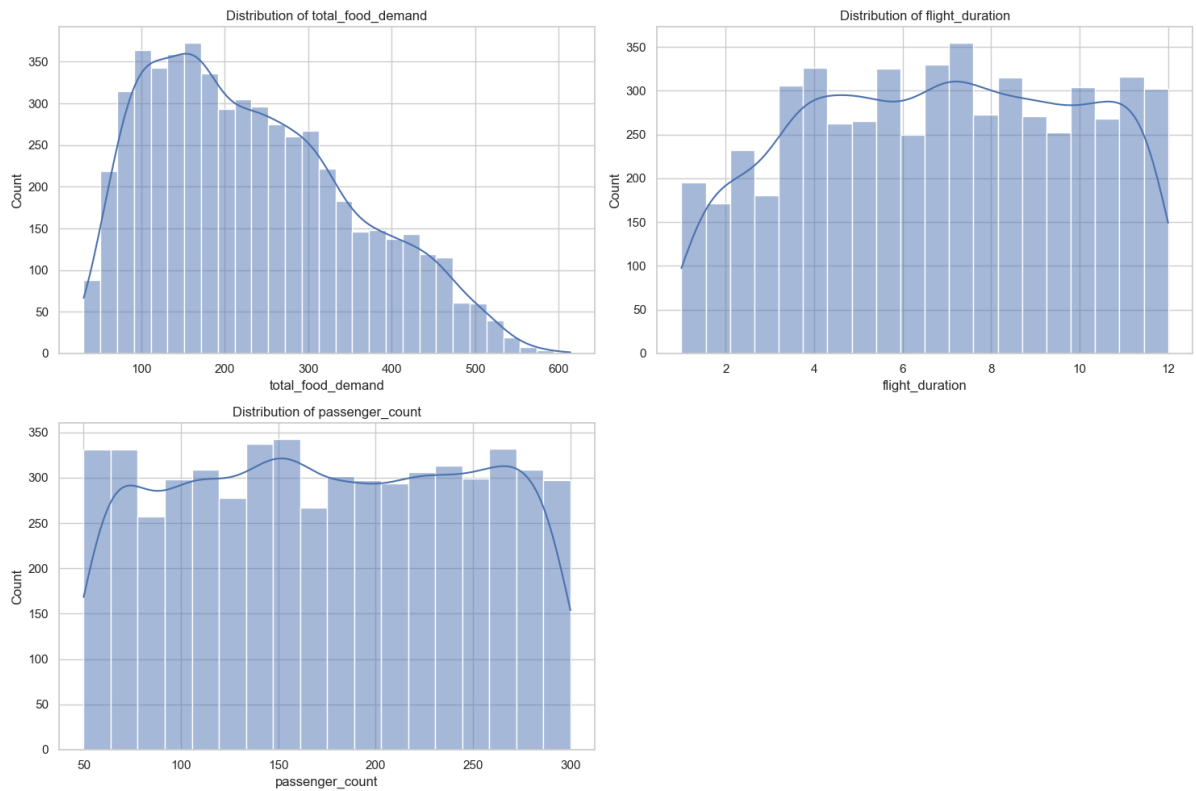 Distribution of total_food_demand
Count
350
300
250
200
150
100
50
0
100 200 300 400 500 600
total_food_demand
Distribution of flight_duration
Count
350
300
250
200
150
100
50
0
2 4 6 8 10 12
flight_duration
Distribution of passenger_count
Count
350
300
250
200
150
100
50
0
50 100 150 200 250 300
passenger_count